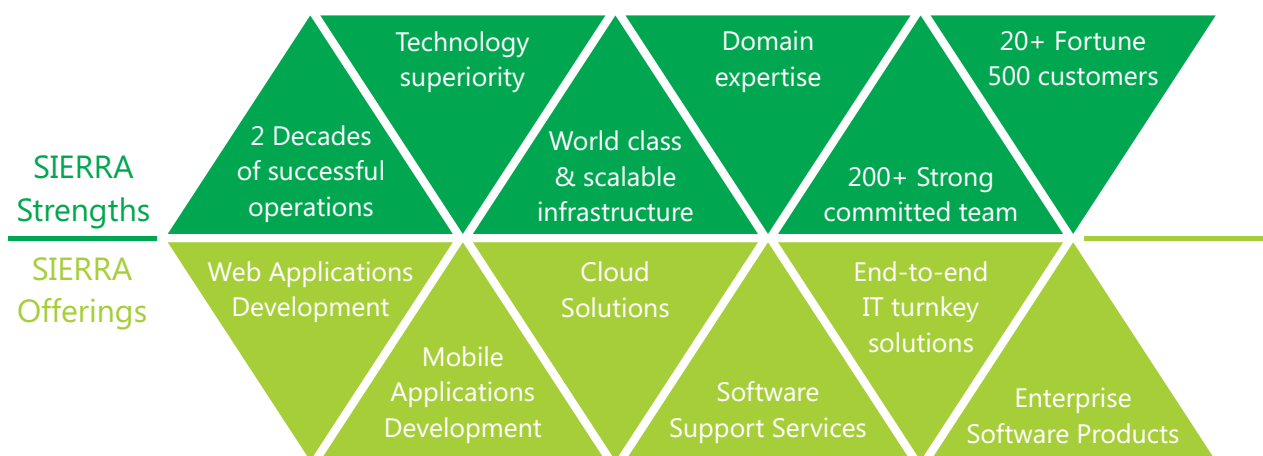 SIERRA
Strengths
2 Decades
of successful
operations
Technology
superiority
World class
& scalable
infrastructure
Domain
expertise
200+ Strong
committed team
20+ Fortune
500 customers
SIERRA
Offerings
Web Applications
Development
Mobile
Applications
Development
Cloud
Solutions
Software
Support Services
End-to-end
IT turnkey
solutions
Enterprise
Software Products